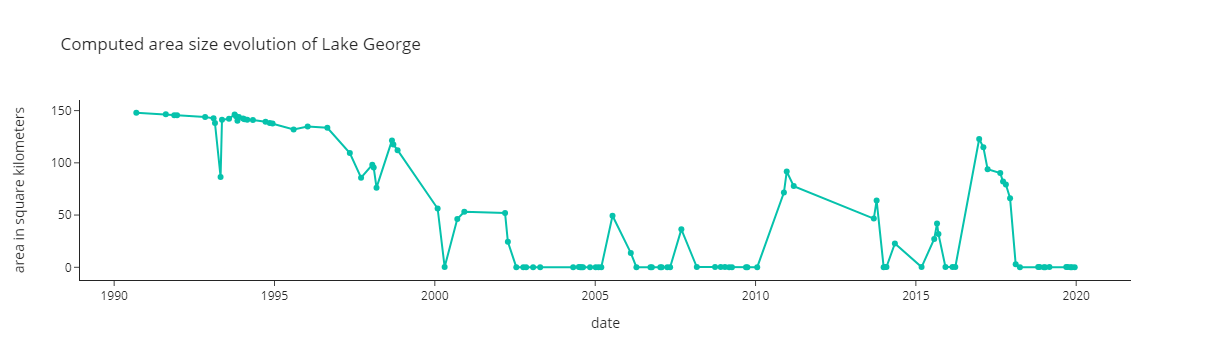 Computed area size evolution of Lake George
area in square kilometers
150
100
50
0
1990 1995 2000 2005 2010 2015 2020
date